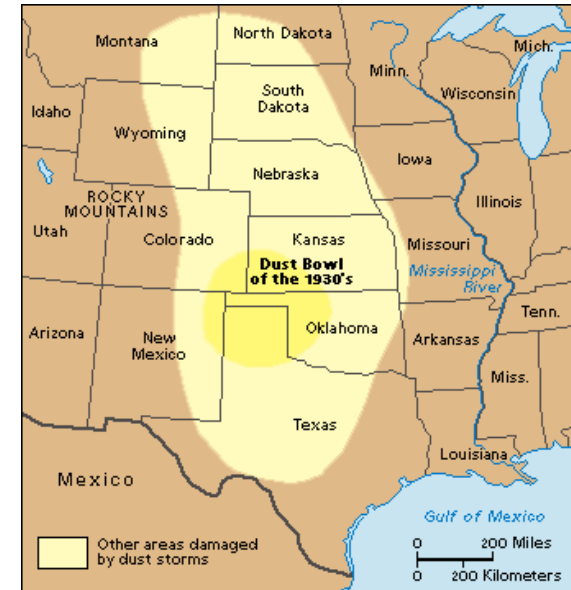 Montana
North Dakota
Minn.
Mich.
Idaho
South
Dakota
Wisconsin
Wyoming
Nebraska
Iowa
Illinois
ROCKY
MOUNTAINS
Utah
Colorado
Kansas
Missouri
Dust Bowl
of the 1930's
Mississippi
River
Arizona
New
Mexico
Oklahoma
Arkansas
Tenn.
Miss.
Texas
Louisiana
Mexico
Gulf of Mexico
Other areas damaged
by dust storms
0 200 Miles
0 200 Kilometers